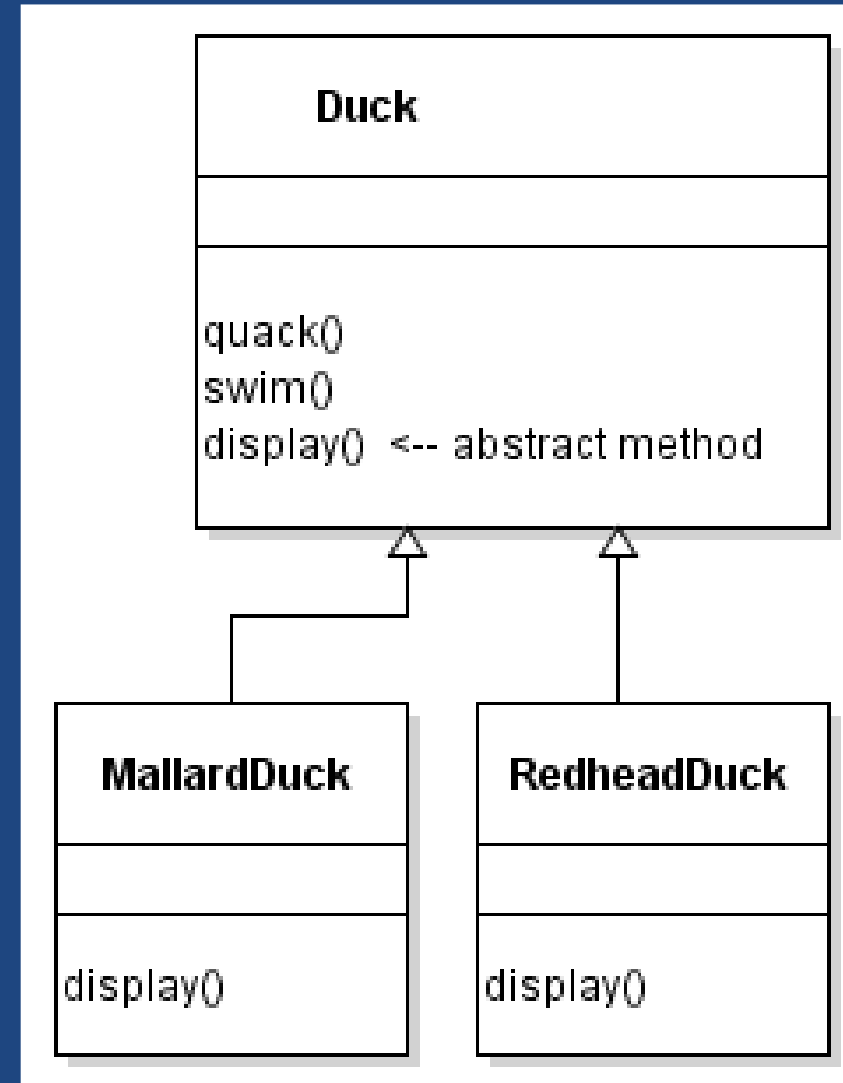 Duck
quack()
swim()
display() <-- abstract method
MallardDuck
display()
RedheadDuck
display()